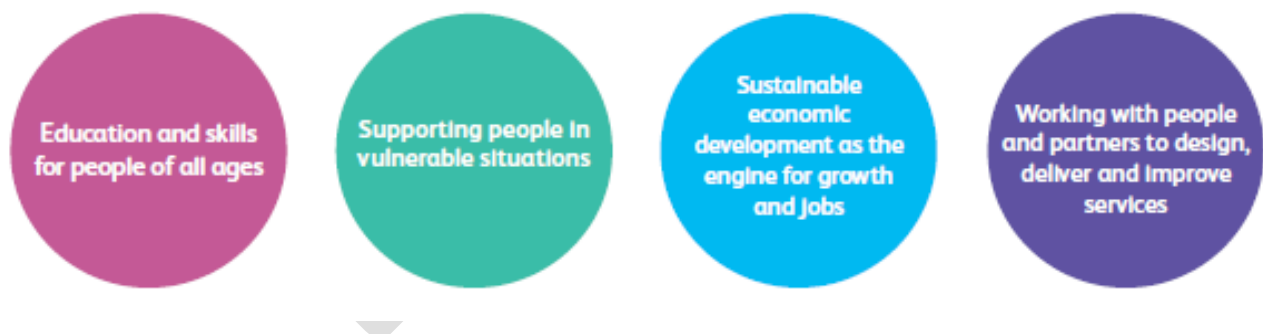 Education and skills
for people of all ages
Supporting people in
vulnerable situations
Sustainable
economic
development as the
engine for growth
and jobs
Working with people
and partners to design,
deliver and improve
services